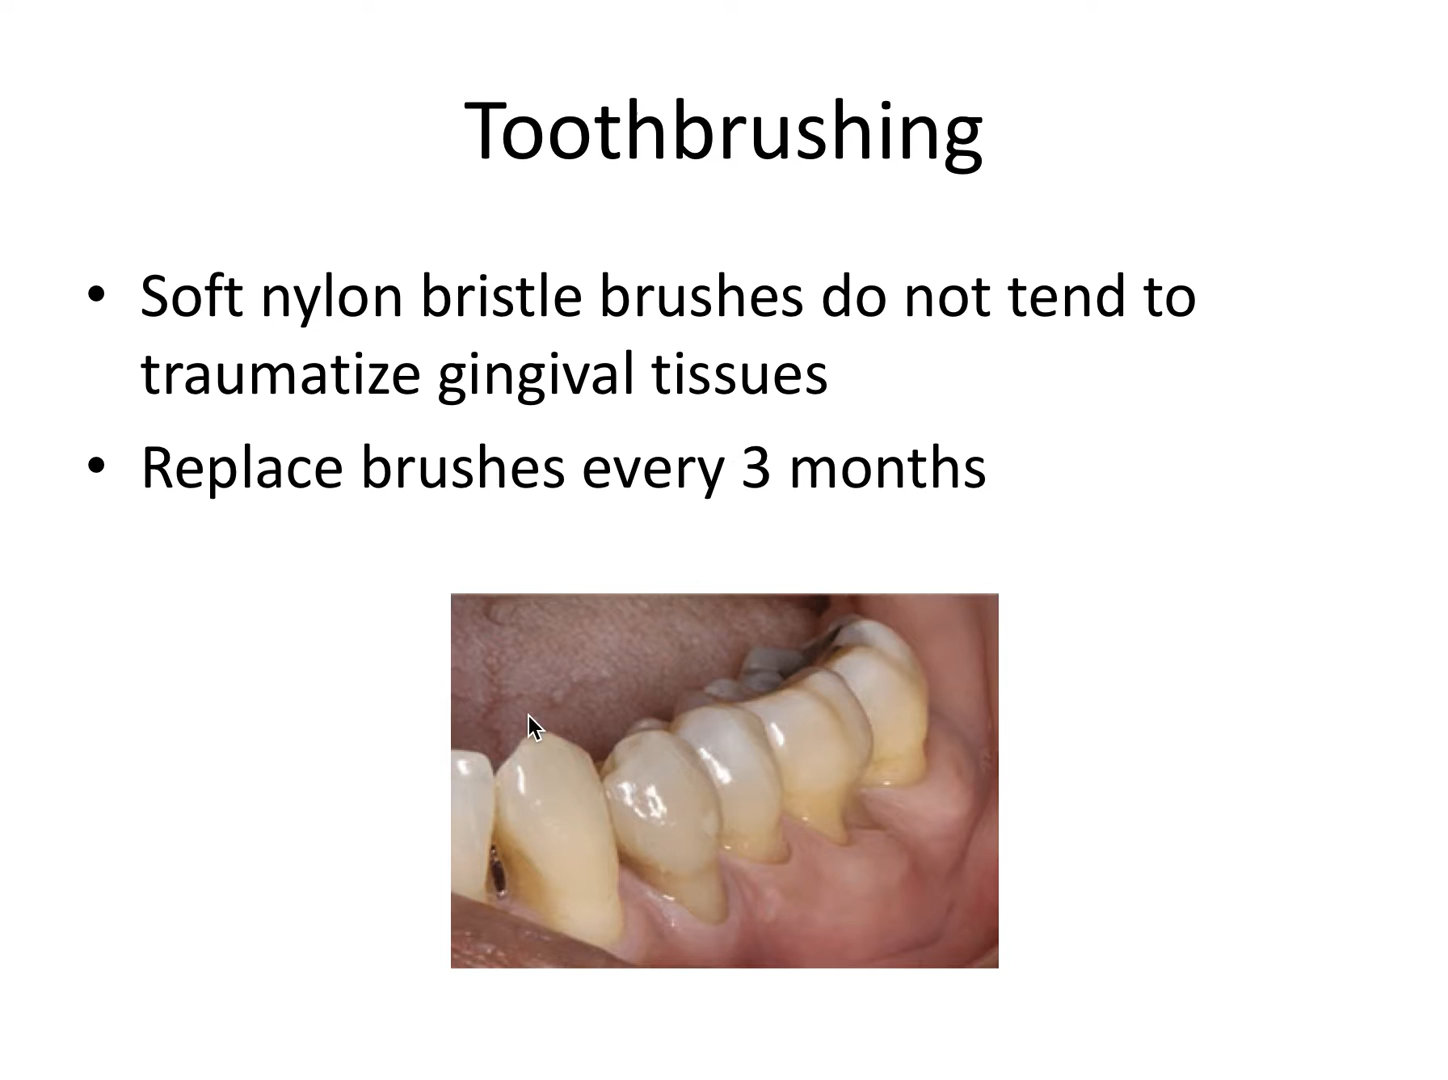 Toothbrushing
• Soft nylon bristle brushes do not tend to
traumatize gingival tissues
• Replace brushes every 3 months